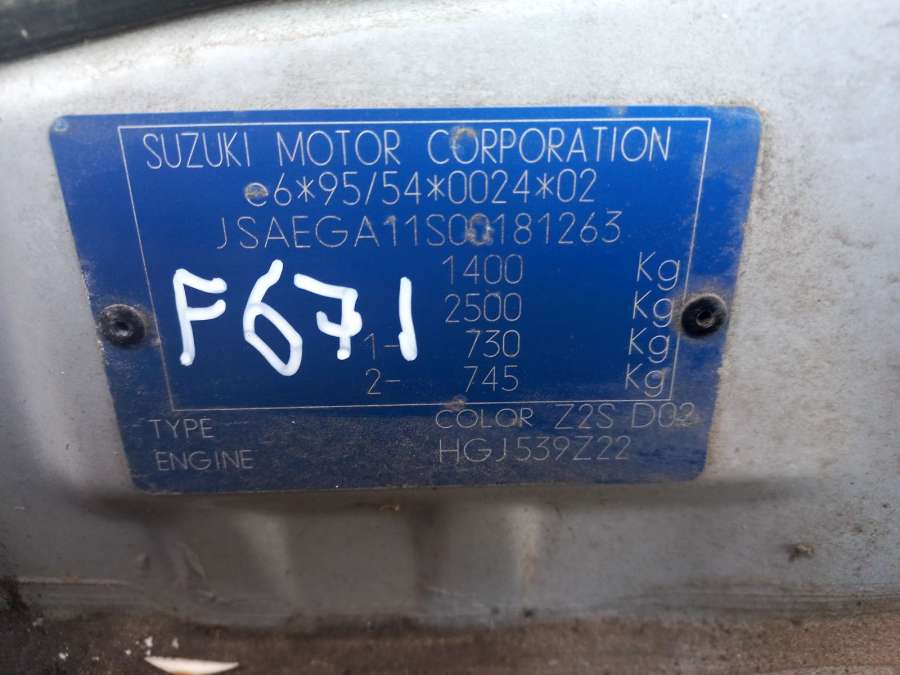 SUZUKI MOTOR CORPORATION
e6*95/54*0024*02
JSAEGA11S00181263
1400 Kg
2500 Kg
1- 730 Kg
2- 745 Kg
F671
TYPE COLOR Z2S D02
ENGINE HGJ539Z22